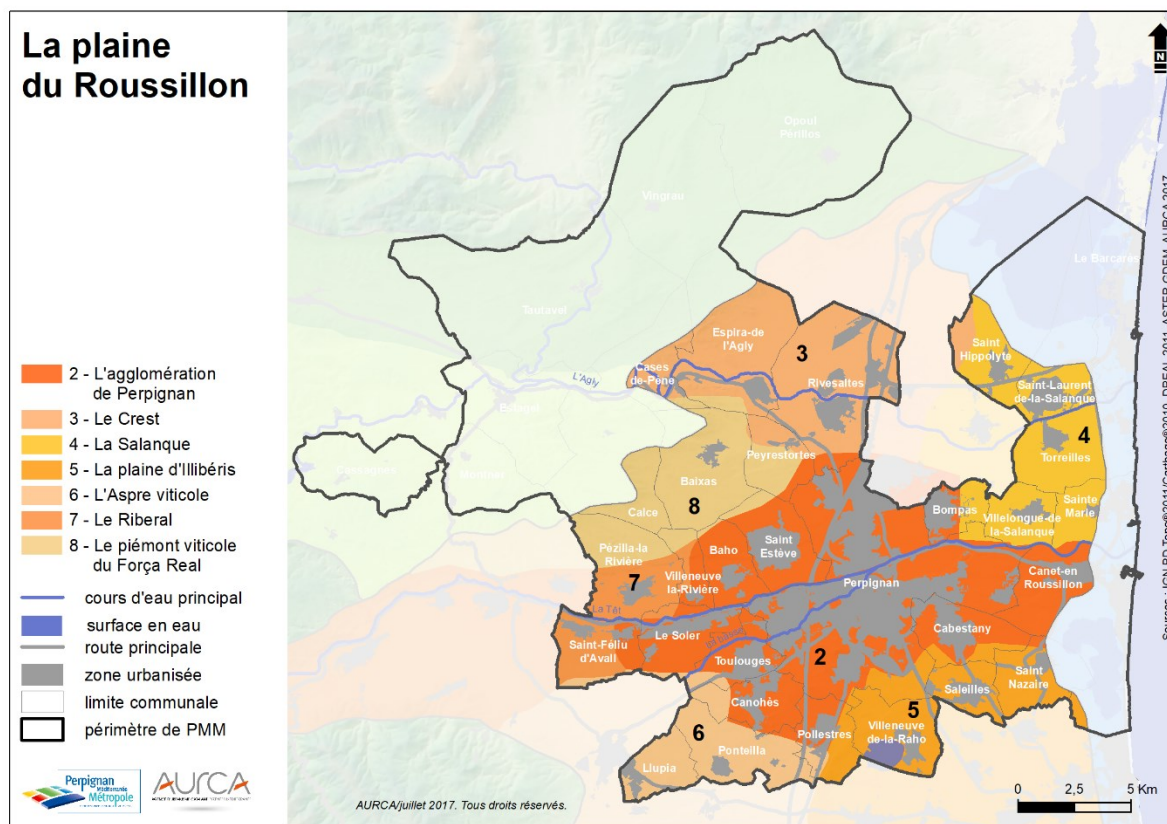 La plaine
du Roussillon
2 - L'agglomération
de Perpignan
3 - Le Crest
4 - La Salanque
5 - La plaine d'Illibéris
6 - L'Aspre viticole
7 - Le Riberal
8 - Le piémont viticole
du Força Real
cours d'eau principal
surface en eau
route principale
zone urbanisée
limite communale
périmètre de PMM
Perpignan
Méditerranée
Métropole
AURCA
AURCA/juillet 2017. Tous droits réservés.
N
Opoul
Périllos
Vingrau
Le Barcarès
Tautavel
Espira-de
l'Agly
3
Cases
de-Pène
L'Agly
Rivesaltes
Saint
Hippolyte
Saint-Laurent
de-la-Salanque
4
Torreilles
Estagel
Cassagnes
Montner
Peyrestortes
Baixas
Calce
8
Bompas
Villelongue-de
la-Salanque
Sainte
Marie
Pézilla-la
Rivière
Baho
Saint
Estève
7
Villeneuve
la-Rivière
Perpignan
Canet-en
Roussillon
La Têt
Saint-Féliu
d'Avall
Le Soler
Toulouges
2
Cabestany
Canohès
Saleilles
Saint
Nazaire
6
Ponteilla
Llupia
Pollestres
5
Villeneuve
de-la-Raho
0 2,5 5 Km